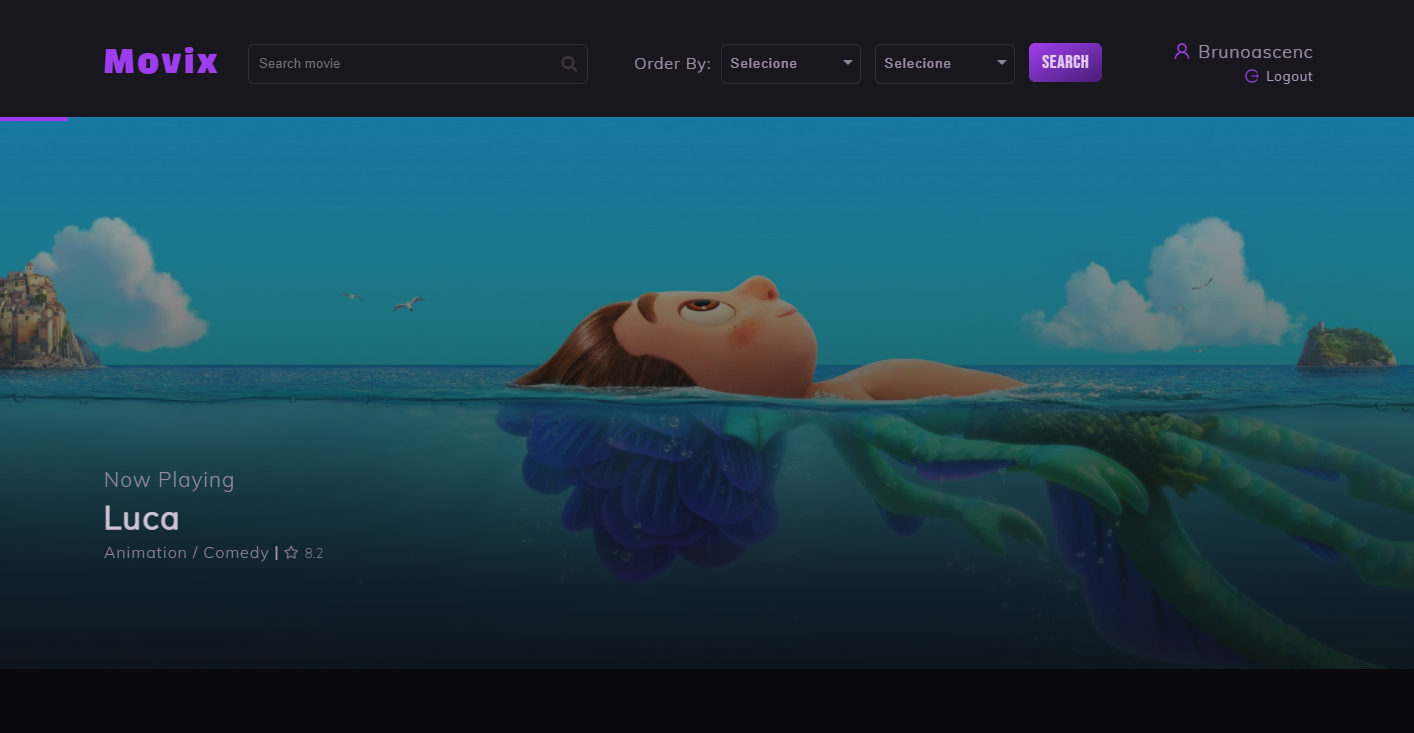 Movix
Search movie
Order By:
Selecione
Selecione
SEARCH
Brunoascenc
Logout
Now Playing
Luca
Animation / Comedy | 8.2